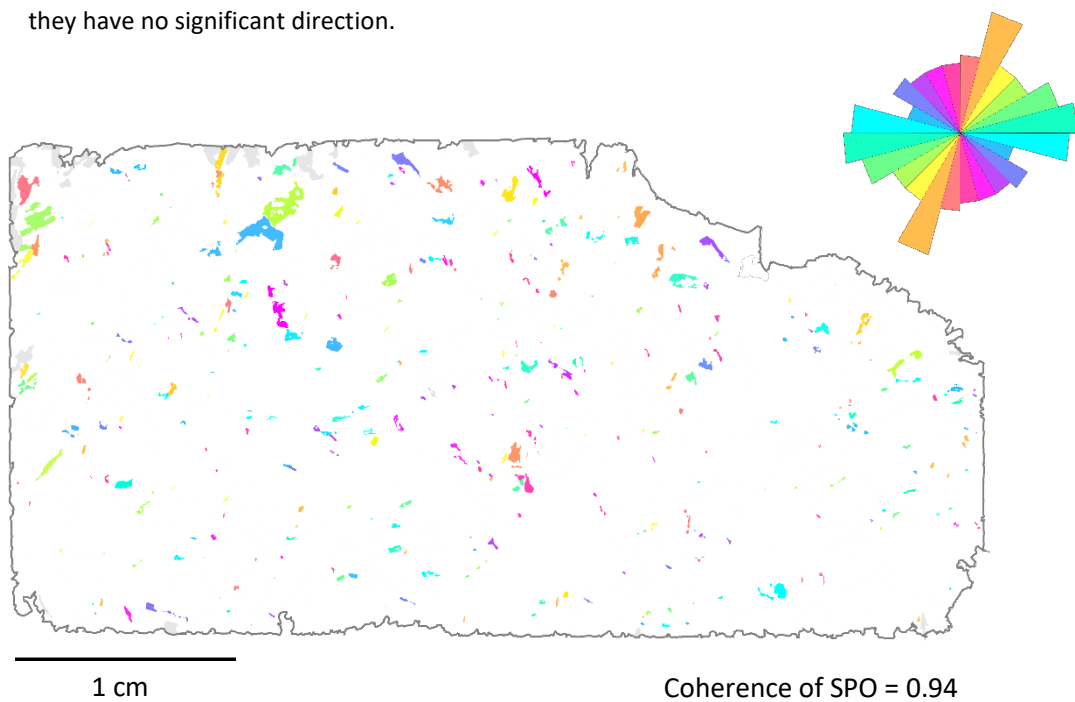 they have no significant direction.
1 cm
Coherence of SPO = 0.94